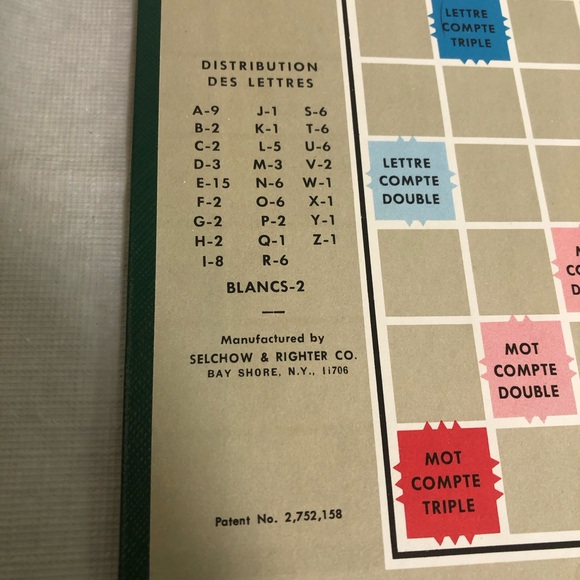 DISTRIBUTION
DES LETTRES
A-9 J-1 S-6
B-2 K-1 T-6
C-2 L-5 U-6
D-3 M-3 V-2
E-15 N-6 W-1
F-2 O-6 X-1
G-2 P-2 Y-1
H-2 Q-1 Z-1
I-8 R-6
BLANCS-2
Manufactured by
SELCHOW & RIGHTER CO.
BAY SHORE, N.Y., 11706
Patent No. 2,752,158
LETTRE
COMPTE
TRIPLE
LETTRE
COMPTE
DOUBLE
MOT
COMPTE
DOUBLE
MOT
COMPTE
TRIPLE